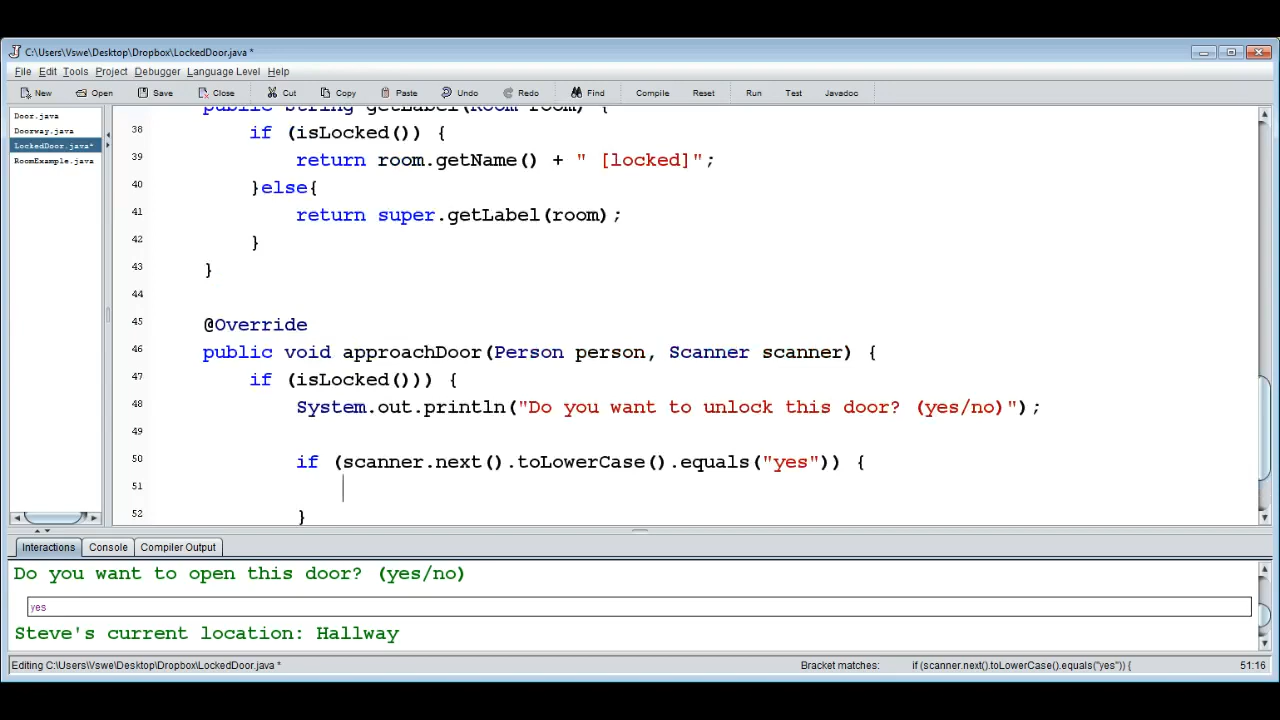 C:\Users\Vswe\Desktop\Dropbox\LockedDoor.java *
File Edit Tools Project Debugger Language Level Help
New Open Save Close Cut Copy Paste Undo Redo Find Compile Reset Run Test Javadoc
Door.java
Doorway.java
LockedDoor.java*
RoomExample.java
public String getLabel(Room room) {
38 if (isLocked()) {
39 return room.getName() + " [locked]";
40 }else{
41 return super.getLabel(room);
42 }
43 }
44
45 @Override
46 public void approachDoor(Person person, Scanner scanner) {
47 if (isLocked())) {
48 System.out.println("Do you want to unlock this door? (yes/no)");
49
50 if (scanner.next().toLowerCase().equals("yes")) {
51
52 }
Interactions Console Compiler Output
Do you want to open this door? (yes/no)
yes
Steve's current location: Hallway
Editing C:\Users\Vswe\Desktop\Dropbox\LockedDoor.java * Bracket matches: if (scanner.next().toLowerCase().equals("yes")) { 51:16